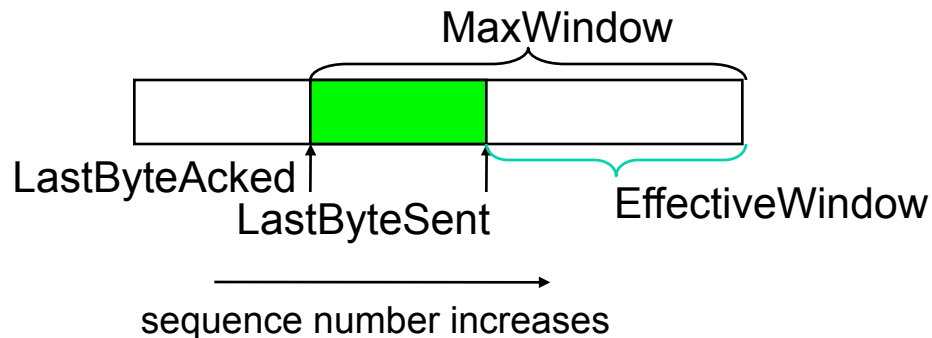 MaxWindow
LastByteAcked
EffectiveWindow
LastByteSent
sequence number increases